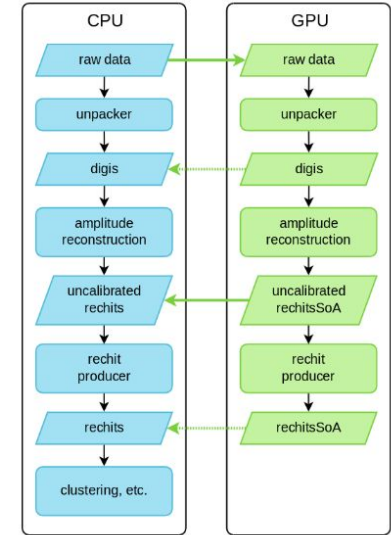 CPU
raw data
unpacker
digis
amplitude
reconstruction
uncalibrated
rechits
rechit
producer
rechits
clustering, etc.
GPU
raw data
unpacker
digis
amplitude
reconstruction
uncalibrated
rechitsSoA
rechit
producer
rechitsSoA